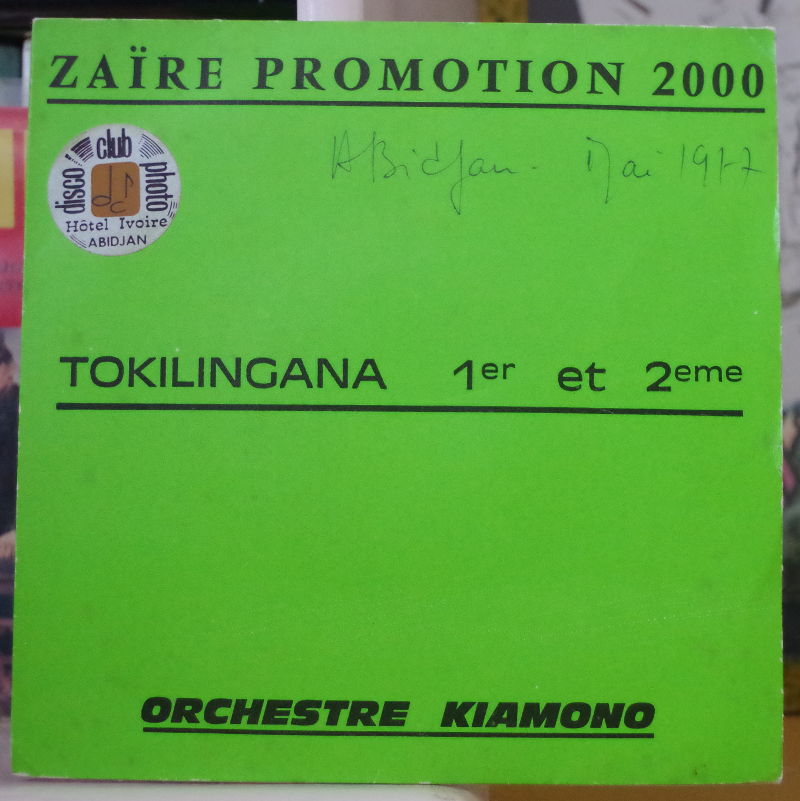 ZAÏRE PROMOTION 2000
disco club photo
Hôtel Ivoire
ABIDJAN
Abidjan - Mai 1977
TOKILINGANA 1er et 2eme
ORCHESTRE KIAMONO